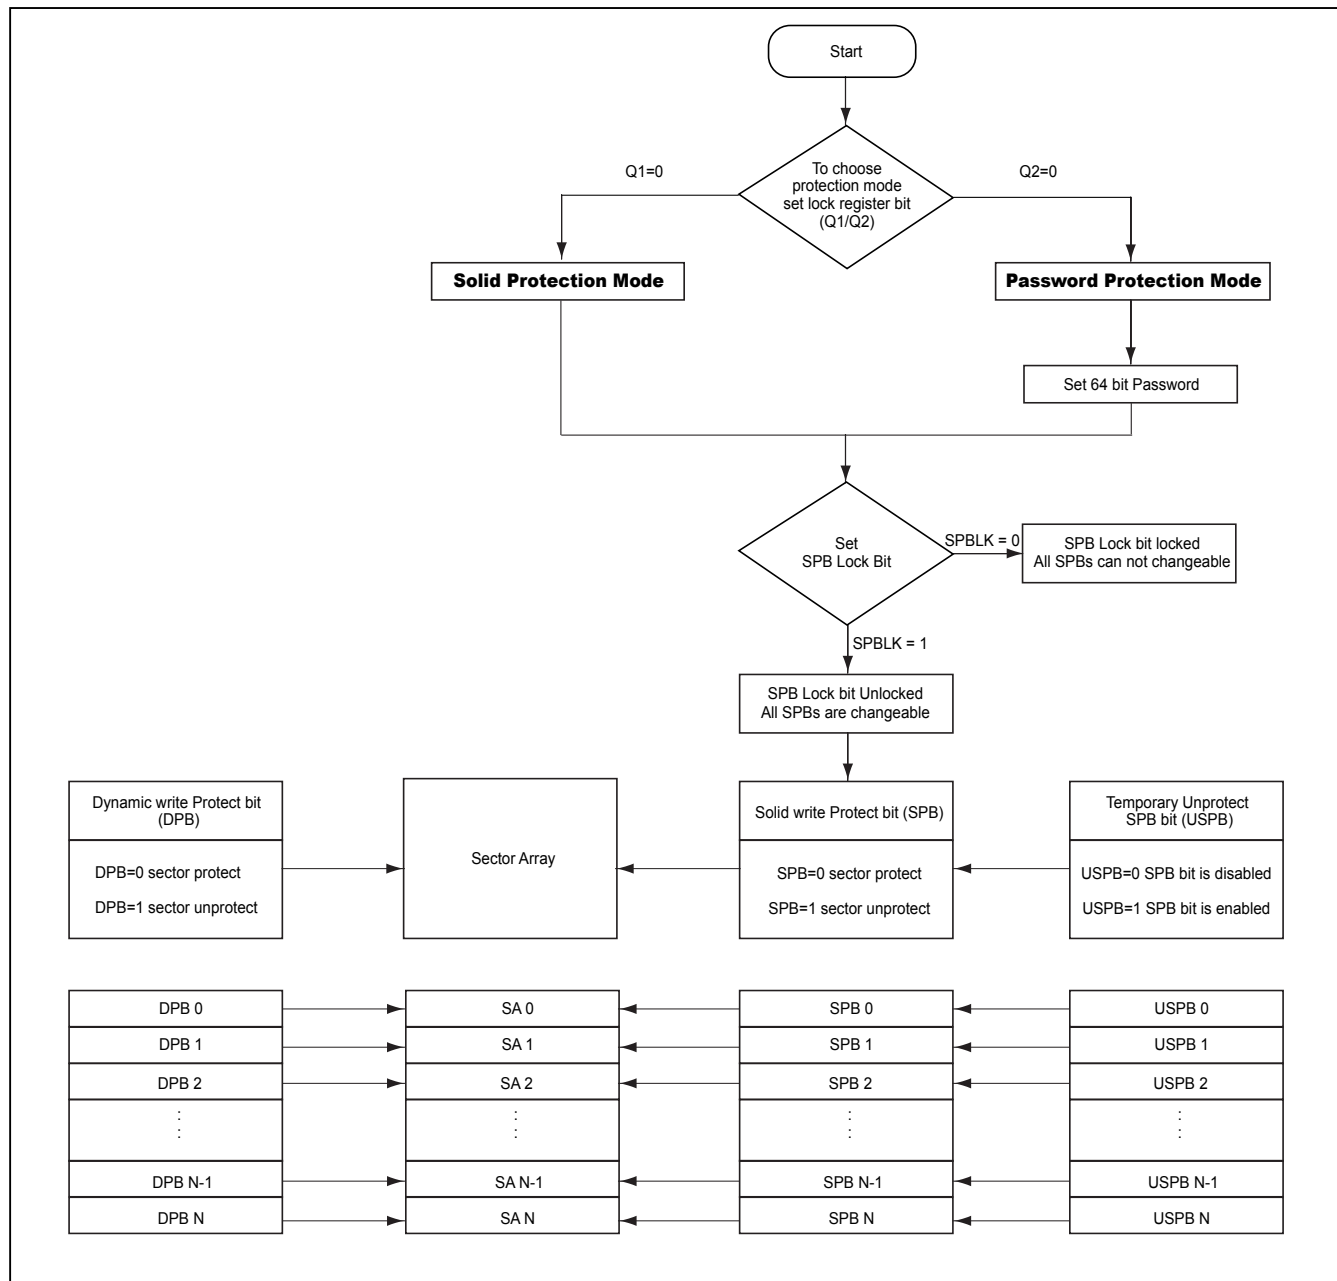 Start
To choose
protection mode
set lock register bit
(Q1/Q2)
Q1=0
Q2=0
Solid Protection Mode
Password Protection Mode
Set 64 bit Password
Set
SPB Lock Bit
SPBLK = 0
SPB Lock bit locked
All SPBs can not changeable
SPBLK = 1
SPB Lock bit Unlocked
All SPBs are changeable
Dynamic write Protect bit
(DPB)
DPB=0 sector protect
DPB=1 sector unprotect
Sector Array
Solid write Protect bit (SPB)
SPB=0 sector protect
SPB=1 sector unprotect
Temporary Unprotect
SPB bit (USPB)
USPB=0 SPB bit is disabled
USPB=1 SPB bit is enabled
DPB 0
SA 0
SPB 0
USPB 0
DPB 1
SA 1
SPB 1
USPB 1
DPB 2
SA 2
SPB 2
USPB 2
: : : :
: : : :
DPB N-1
SA N-1
SPB N-1
USPB N-1
DPB N
SA N
SPB N
USPB N